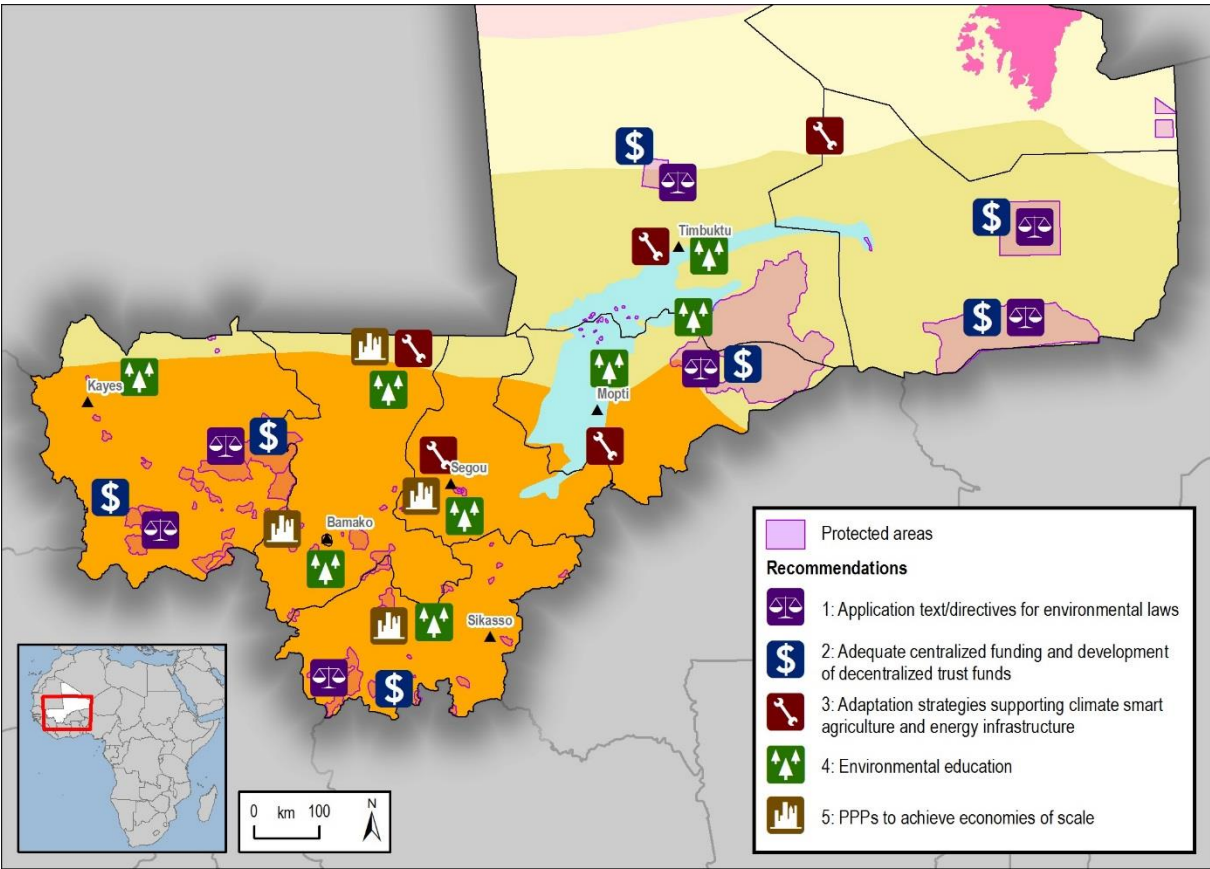 Timbuktu
Kayes
Mopti
Segou
Bamako
Sikasso
Protected areas
Recommendations
1: Application text/directives for environmental laws
$
2: Adequate centralized funding and development
of decentralized trust funds
3: Adaptation strategies supporting climate smart
agriculture and energy infrastructure
4: Environmental education
5: PPPs to achieve economies of scale
0 km 100
N